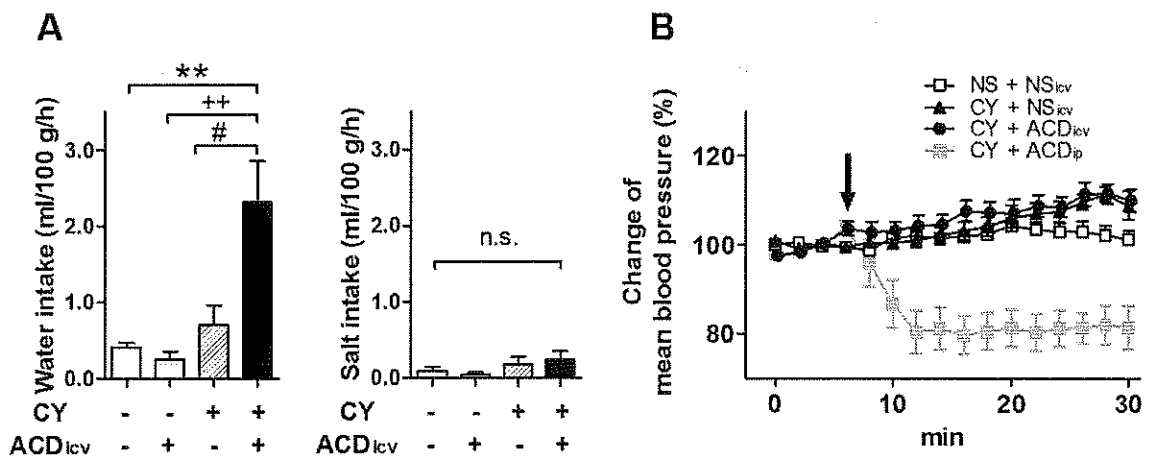 A
Water intake (ml/100 g/h)
3.0
2.0
1.0
0.0
**
++
#
CY - - + +
ACDicv - + - +
Salt intake (ml/100 g/h)
3.0
2.0
1.0
0.0
n.s.
CY - - + +
ACDicv - + - +
B
Change of
mean blood pressure (%)
120
100
80
NS + NSicv
CY + NSicv
CY + ACDicv
CY + ACDip
0 10 20 30
min